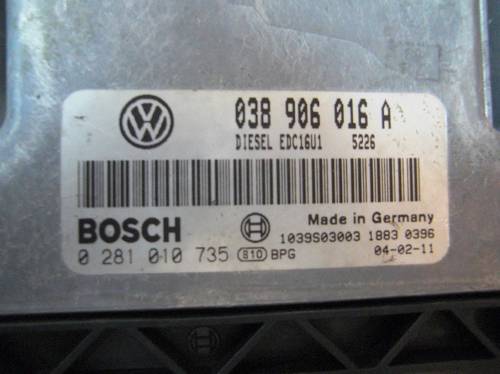 038 906 016 A
DIESEL EDC16U1 5226
BOSCH
Made in Germany
1039S03003 1883 0396
0 281 010 735 S10 BPG 04-02-11